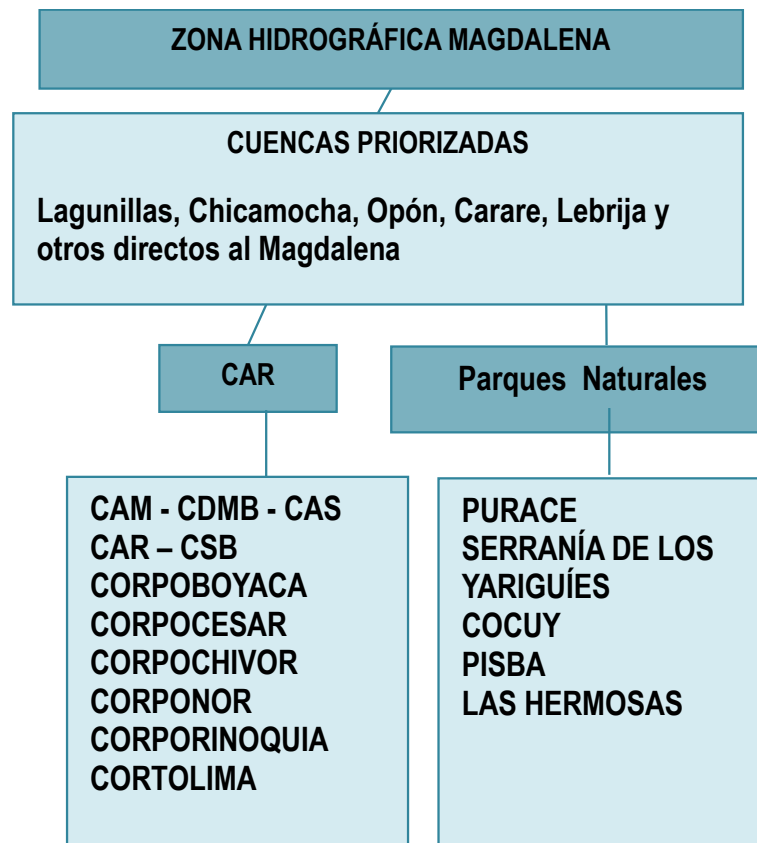 ZONA HIDROGRÁFICA MAGDALENA
CUENCAS PRIORIZADAS
Lagunillas, Chicamocha, Opón, Carare, Lebrija y
otros directos al Magdalena
CAR
CAM - CDMB - CAS
CAR – CSB
CORPOBOYACA
CORPOCESAR
CORPOCHIVOR
CORPONOR
CORPORINOQUIA
CORTOLIMA
Parques Naturales
PURACE
SERRANÍA DE LOS
YARIGUÍES
COCUY
PISBA
LAS HERMOSAS